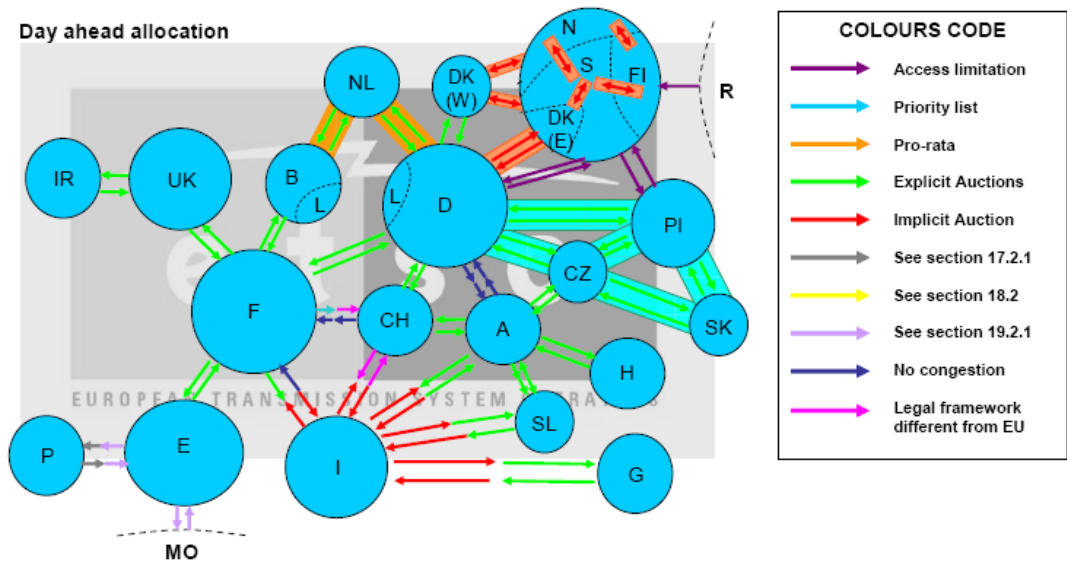 Day ahead allocation
N
S
FI
DK
(E)
DK
(W)
R
NL
IR
UK
B
L
L
D
PI
CZ
SK
F
CH
A
H
EUROPEAN TRANSMISSION SYSTEM OPERATORS
SL
P
E
I
G
MO
etso
COLOURS CODE
Access limitation
Priority list
Pro-rata
Explicit Auctions
Implicit Auction
See section 17.2.1
See section 18.2
See section 19.2.1
No congestion
Legal framework
different from EU